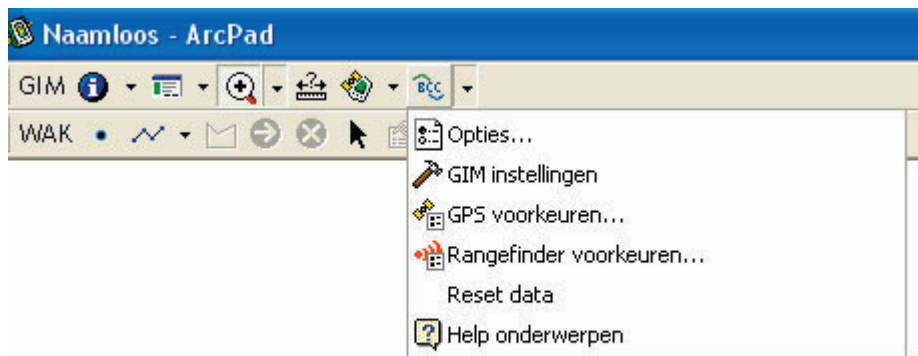 Naamloos - ArcPad
GIM
BCC
WAK
Opties...
GIM instellingen
GPS voorkeuren...
Rangefinder voorkeuren...
Reset data
Help onderwerpen